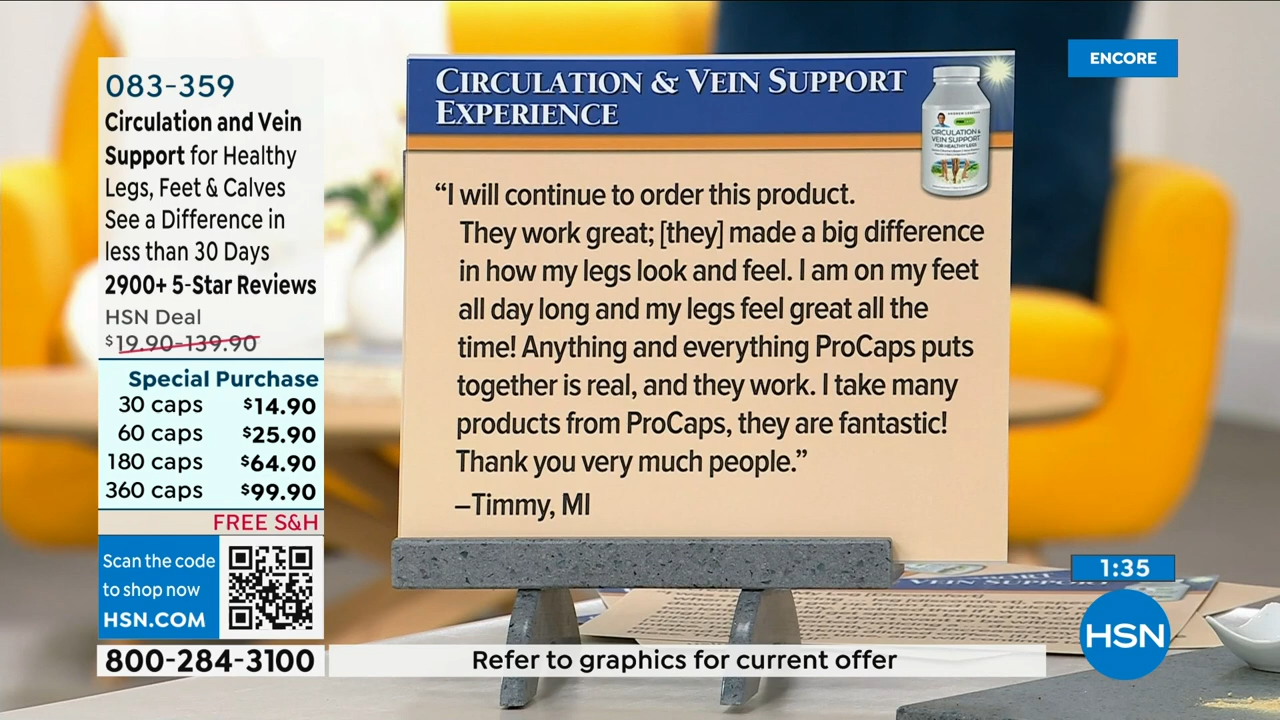 083-359
Circulation and Vein
Support for Healthy
Legs, Feet & Calves
See a Difference in
less than 30 Days
2900+ 5-Star Reviews
HSN Deal
$19.90-139.90
Special Purchase
30 caps $14.90
60 caps $25.90
180 caps $64.90
360 caps $99.90
FREE S&H
Scan the code
to shop now
HSN.COM
800-284-3100
Refer to graphics for current offer
ENCORE
CIRCULATION & VEIN SUPPORT
EXPERIENCE
CIRCULATION &
VEIN SUPPORT
FOR HEALTHY LEGS
“I will continue to order this product.
They work great; [they] made a big difference
in how my legs look and feel. I am on my feet
all day long and my legs feel great all the
time! Anything and everything ProCaps puts
together is real, and they work. I take many
products from ProCaps, they are fantastic!
Thank you very much people.”
–Timmy, MI
1:35
HSN